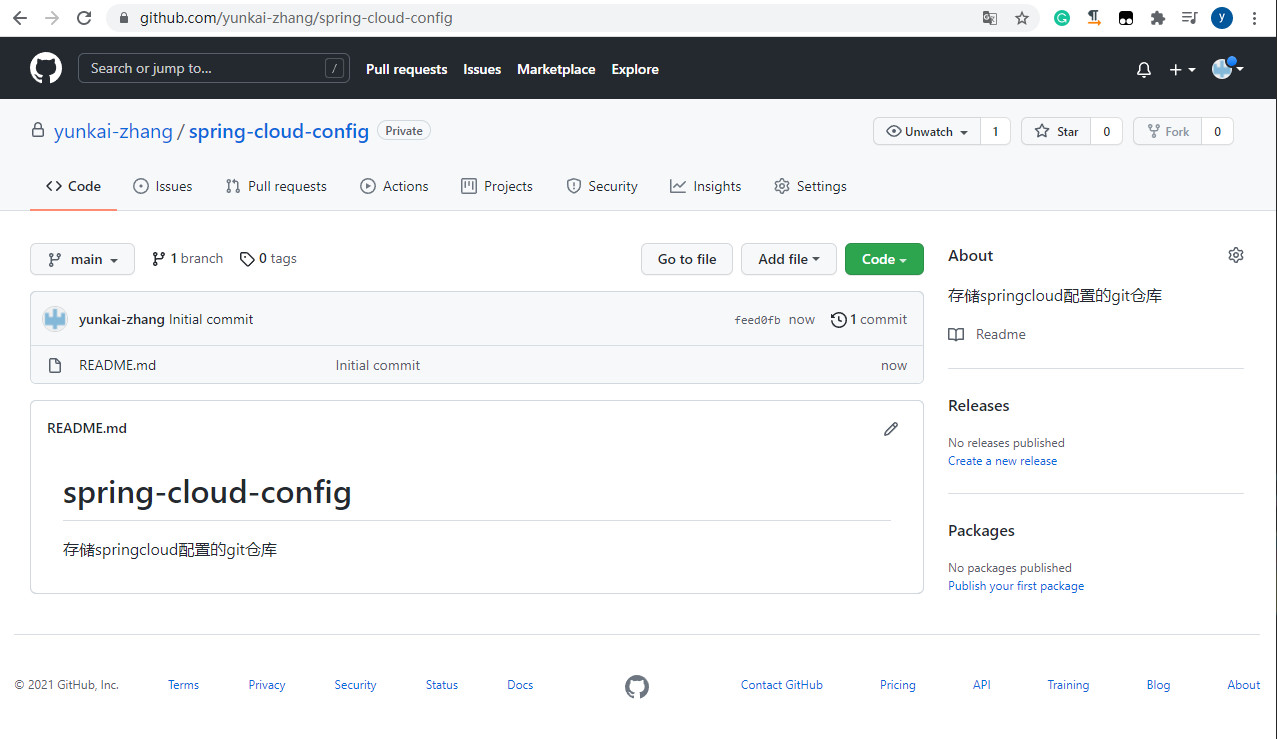 github.com/yunkai-zhang/spring-cloud-config
y
Search or jump to... /
Pull requests Issues Marketplace Explore
yunkai-zhang / spring-cloud-config Private
Unwatch 1 Star 0 Fork 0
Code Issues Pull requests Actions Projects Security Insights Settings
main 1 branch 0 tags Go to file Add file Code
yunkai-zhang Initial commit feed0fb now 1 commit
README.md Initial commit now
README.md
spring-cloud-config
存储springcloud配置的git仓库
About
存储springcloud配置的git仓库
Readme
Releases
No releases published
Create a new release
Packages
No packages published
Publish your first package
© 2021 GitHub, Inc. Terms Privacy Security Status Docs Contact GitHub Pricing API Training Blog About